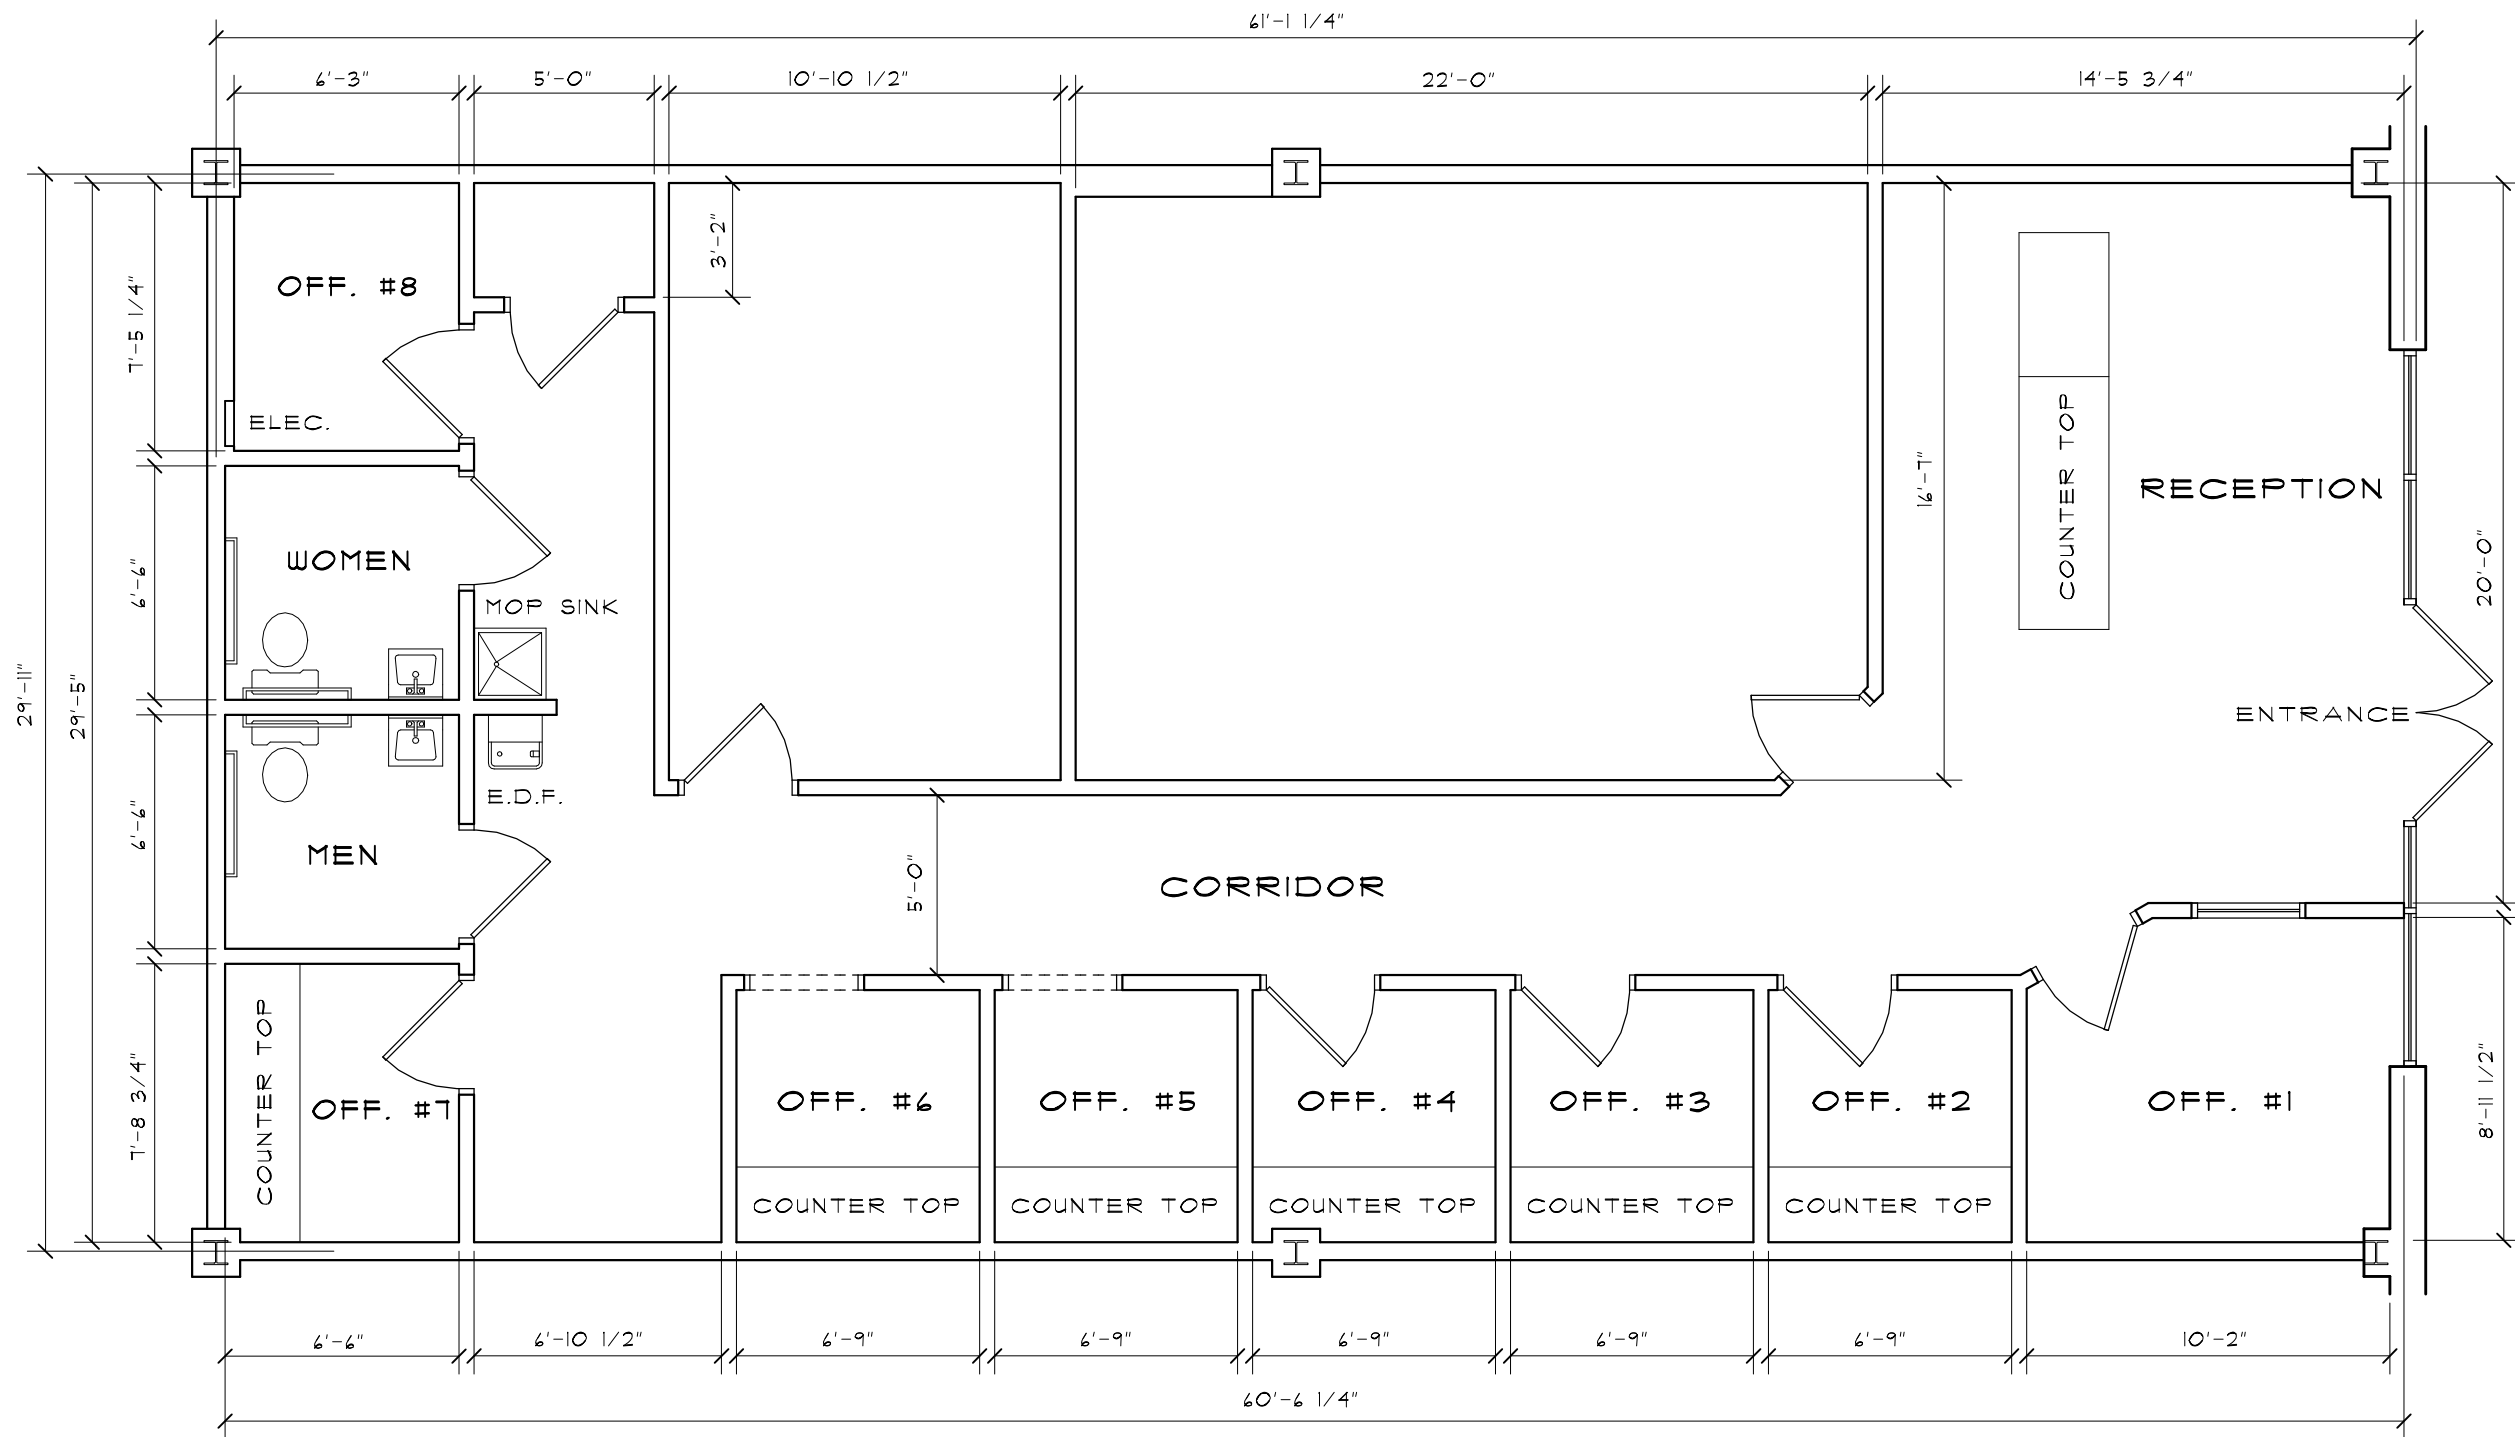 61'-1 1/4"
6'-3"
5'-0"
10'-10 1/2"
22'-0"
14'-5 3/4"
3'-2"
OFF. #8
7'-5 1/4"
ELEC.
16'-7"
COUNTER TOP
RECEPTION
20'-0"
WOMEN
6'-6"
MOP SINK
29'-11"
29'-5"
ENTRANCE
E.D.F.
6'-6"
MEN
5'-0"
CORRIDOR
COUNTER TOP
OFF. #7
7'-8 3/4"
OFF. #6
OFF. #5
OFF. #4
OFF. #3
OFF. #2
OFF. #1
8'-11 1/2"
COUNTER TOP
COUNTER TOP
COUNTER TOP
COUNTER TOP
COUNTER TOP
6'-6"
6'-10 1/2"
6'-9"
6'-9"
6'-9"
6'-9"
6'-9"
10'-2"
60'-6 1/4"